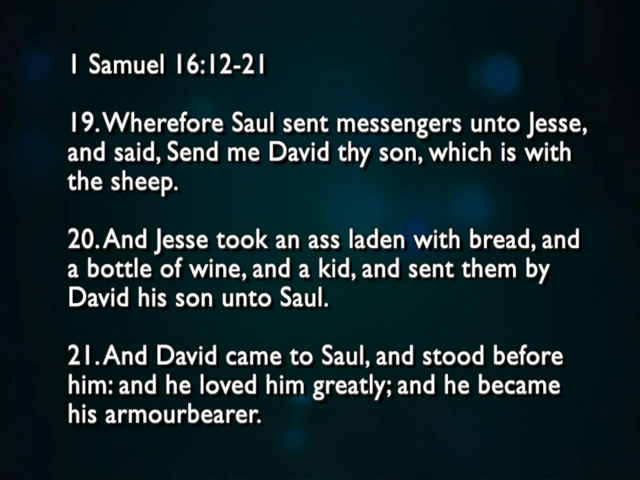 1 Samuel 16:12-21
19. Wherefore Saul sent messengers unto Jesse,
and said, Send me David thy son, which is with
the sheep.
20. And Jesse took an ass laden with bread, and
a bottle of wine, and a kid, and sent them by
David his son unto Saul.
21. And David came to Saul, and stood before
him: and he loved him greatly; and he became
his armourbearer.